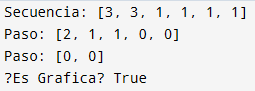 Secuencia: [3, 3, 1, 1, 1, 1]
Paso: [2, 1, 1, 0, 0]
Paso: [0, 0]
?Es Grafica? True